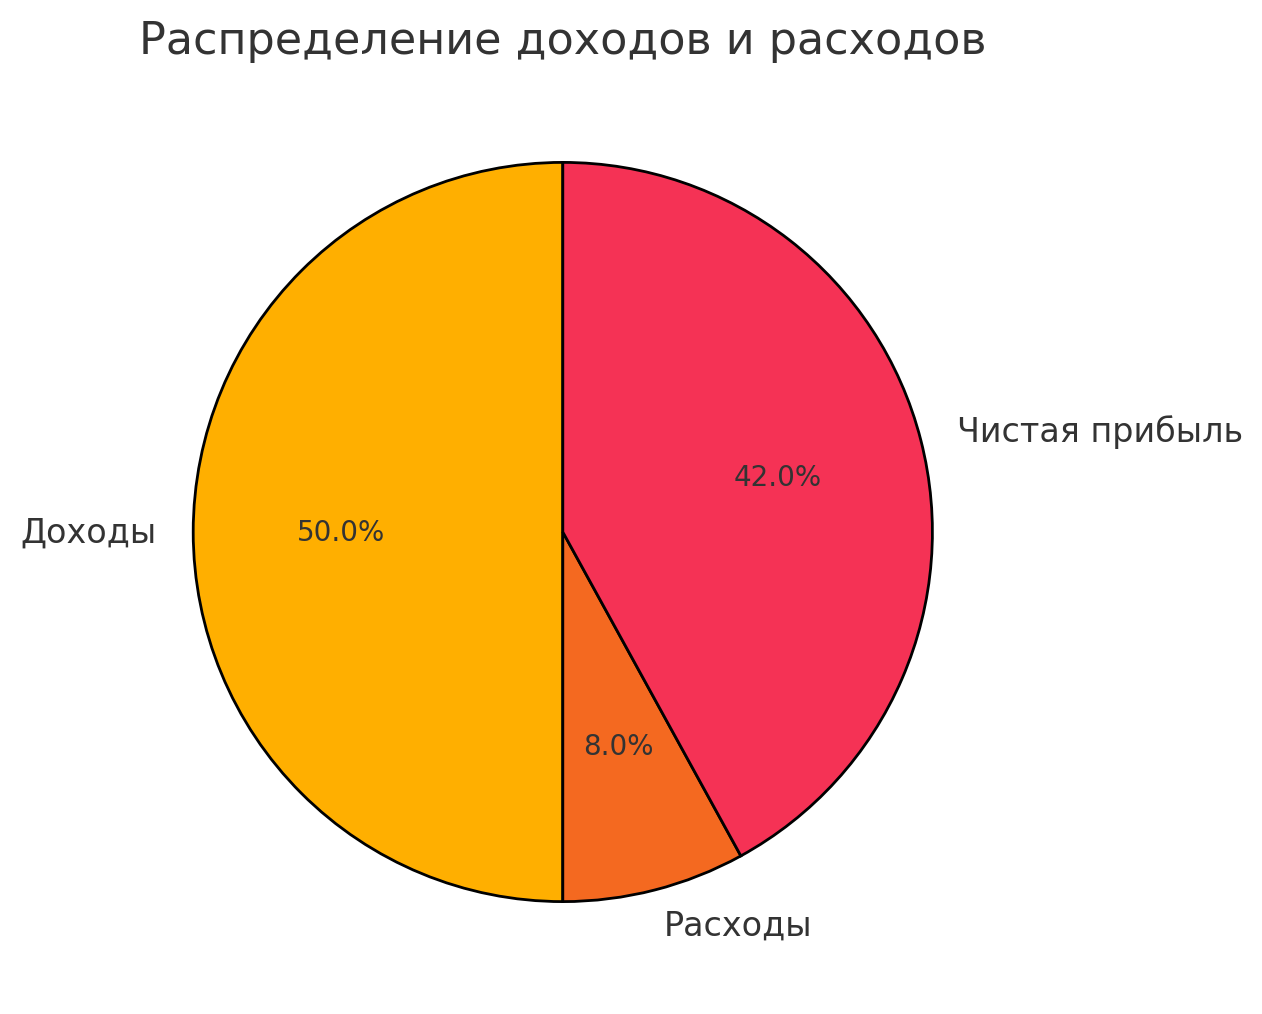 Распределение доходов и расходов
Чистая прибыль
42.0%
Доходы
50.0%
8.0%
Расходы